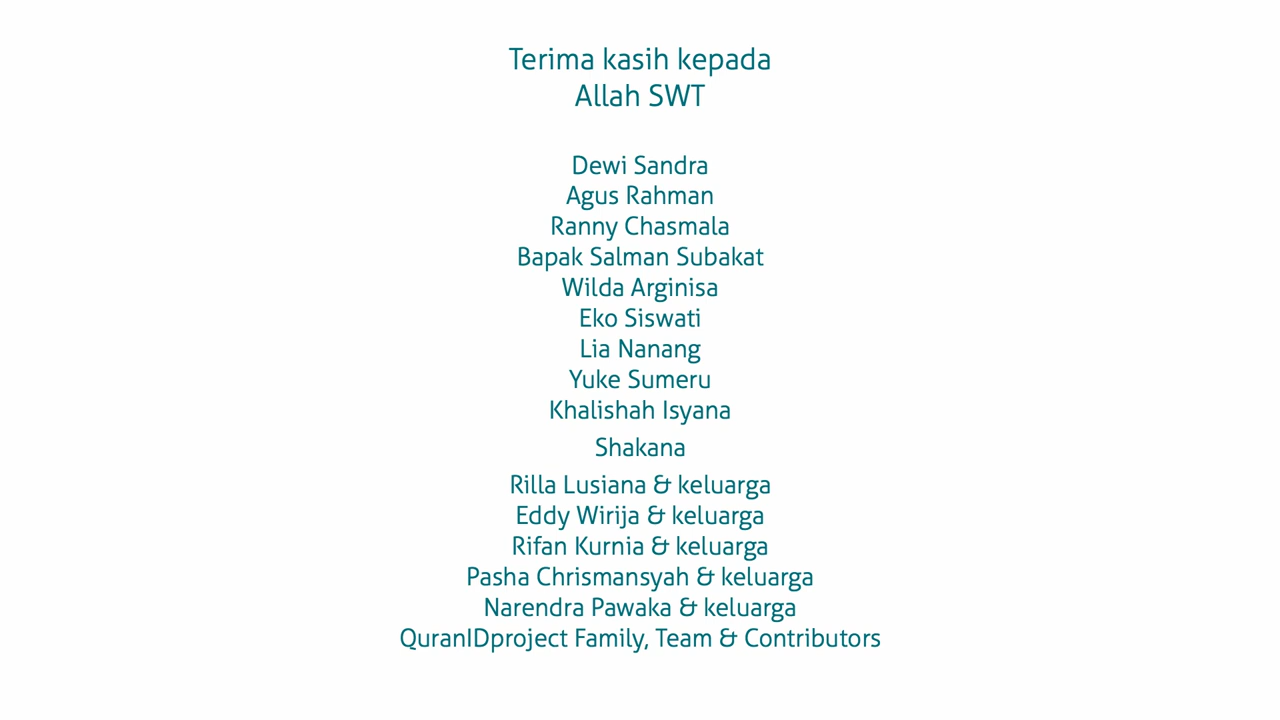 Terima kasih kepada
Allah SWT
Dewi Sandra
Agus Rahman
Ranny Chasmala
Bapak Salman Subakat
Wilda Arginisa
Eko Siswati
Lia Nanang
Yuke Sumeru
Khalishah Isyana
Shakana
Rilla Lusiana & keluarga
Eddy Wirija & keluarga
Rifan Kurnia & keluarga
Pasha Chrismansyah & keluarga
Narendra Pawaka & keluarga
QuranIDproject Family, Team & Contributors